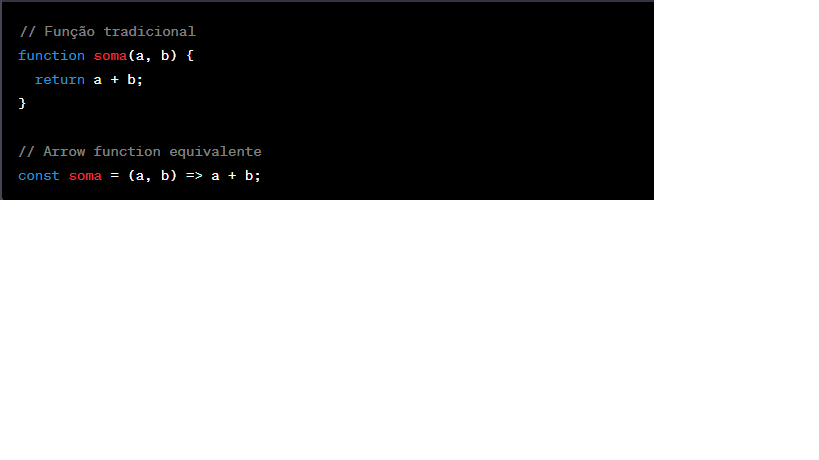 // Função tradicional
function soma(a, b) {
  return a + b;
}
// Arrow function equivalente
const soma = (a, b) => a + b;